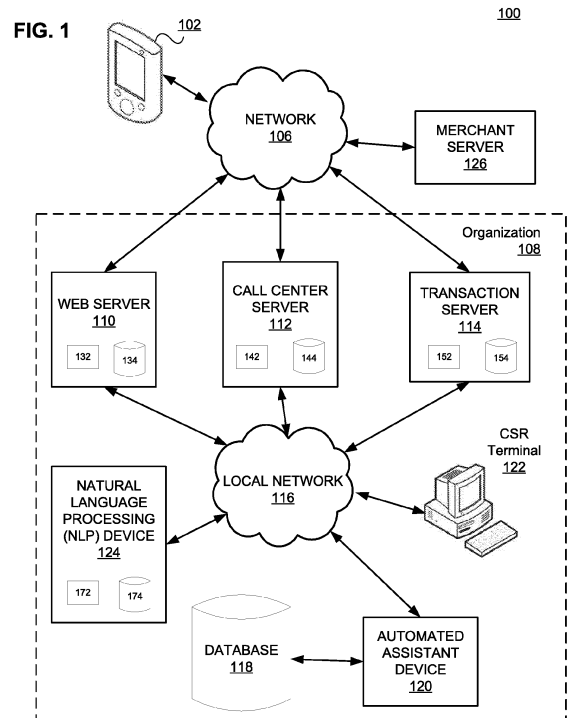 FIG. 1
102
100
NETWORK
106
MERCHANT
SERVER
126
Organization
108
WEB SERVER
110
132
134
CALL CENTER
SERVER
112
142
144
TRANSACTION
SERVER
114
152
154
CSR
Terminal
122
LOCAL NETWORK
116
NATURAL
LANGUAGE
PROCESSING
(NLP) DEVICE
124
172
174
DATABASE
118
AUTOMATED
ASSISTANT
DEVICE
120